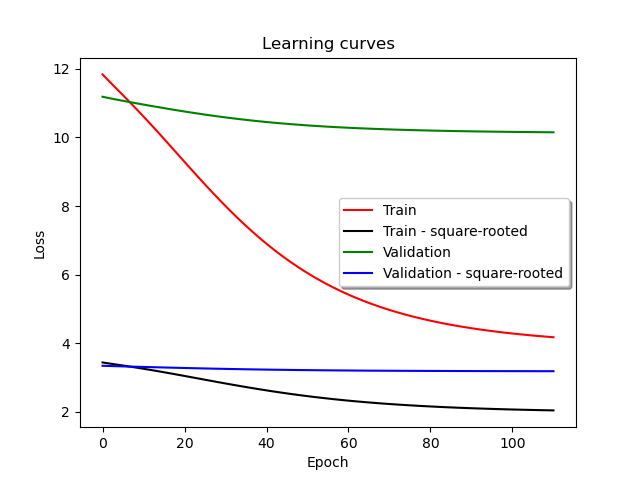 Learning curves
12
10
8
6
4
2
Loss
Train
Train - square-rooted
Validation
Validation - square-rooted
0 20 40 60 80 100
Epoch